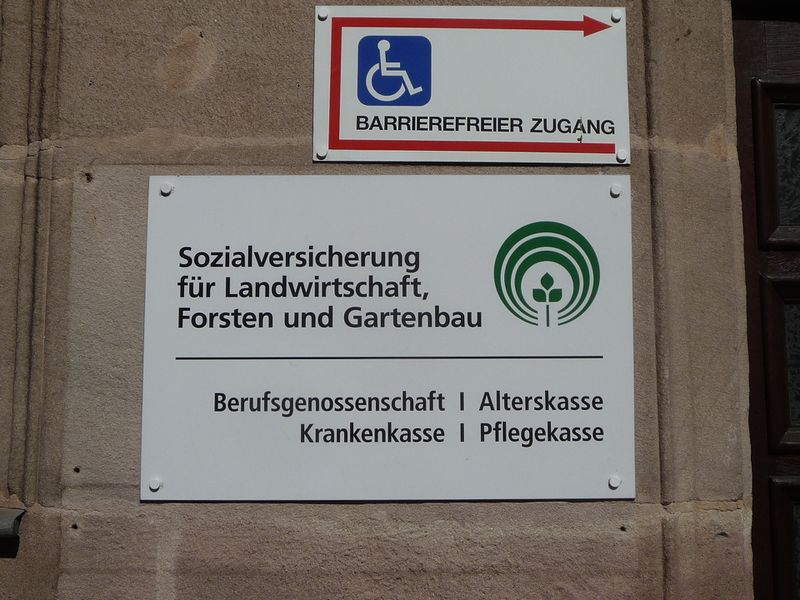 BARRIEREFREIER ZUGANG
Sozialversicherung
für Landwirtschaft,
Forsten und Gartenbau
Berufsgenossenschaft | Alterskasse
Krankenkasse | Pflegekasse